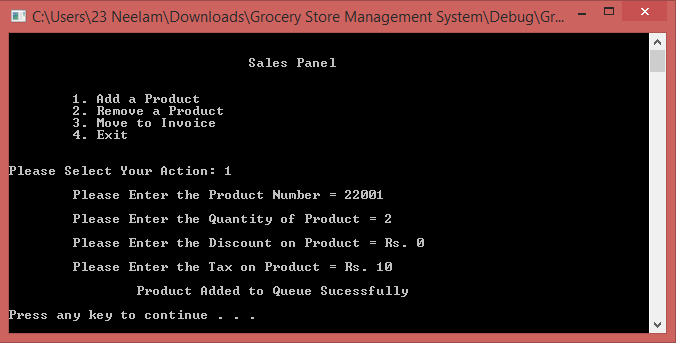 C:\Users\23 Neelam\Downloads\Grocery Store Management System\Debug\Gr...
Sales Panel
1. Add a Product
2. Remove a Product
3. Move to Invoice
4. Exit
Please Select Your Action: 1
Please Enter the Product Number = 22001
Please Enter the Quantity of Product = 2
Please Enter the Discount on Product = Rs. 0
Please Enter the Tax on Product = Rs. 10
Product Added to Queue Sucessfully
Press any key to continue . . .